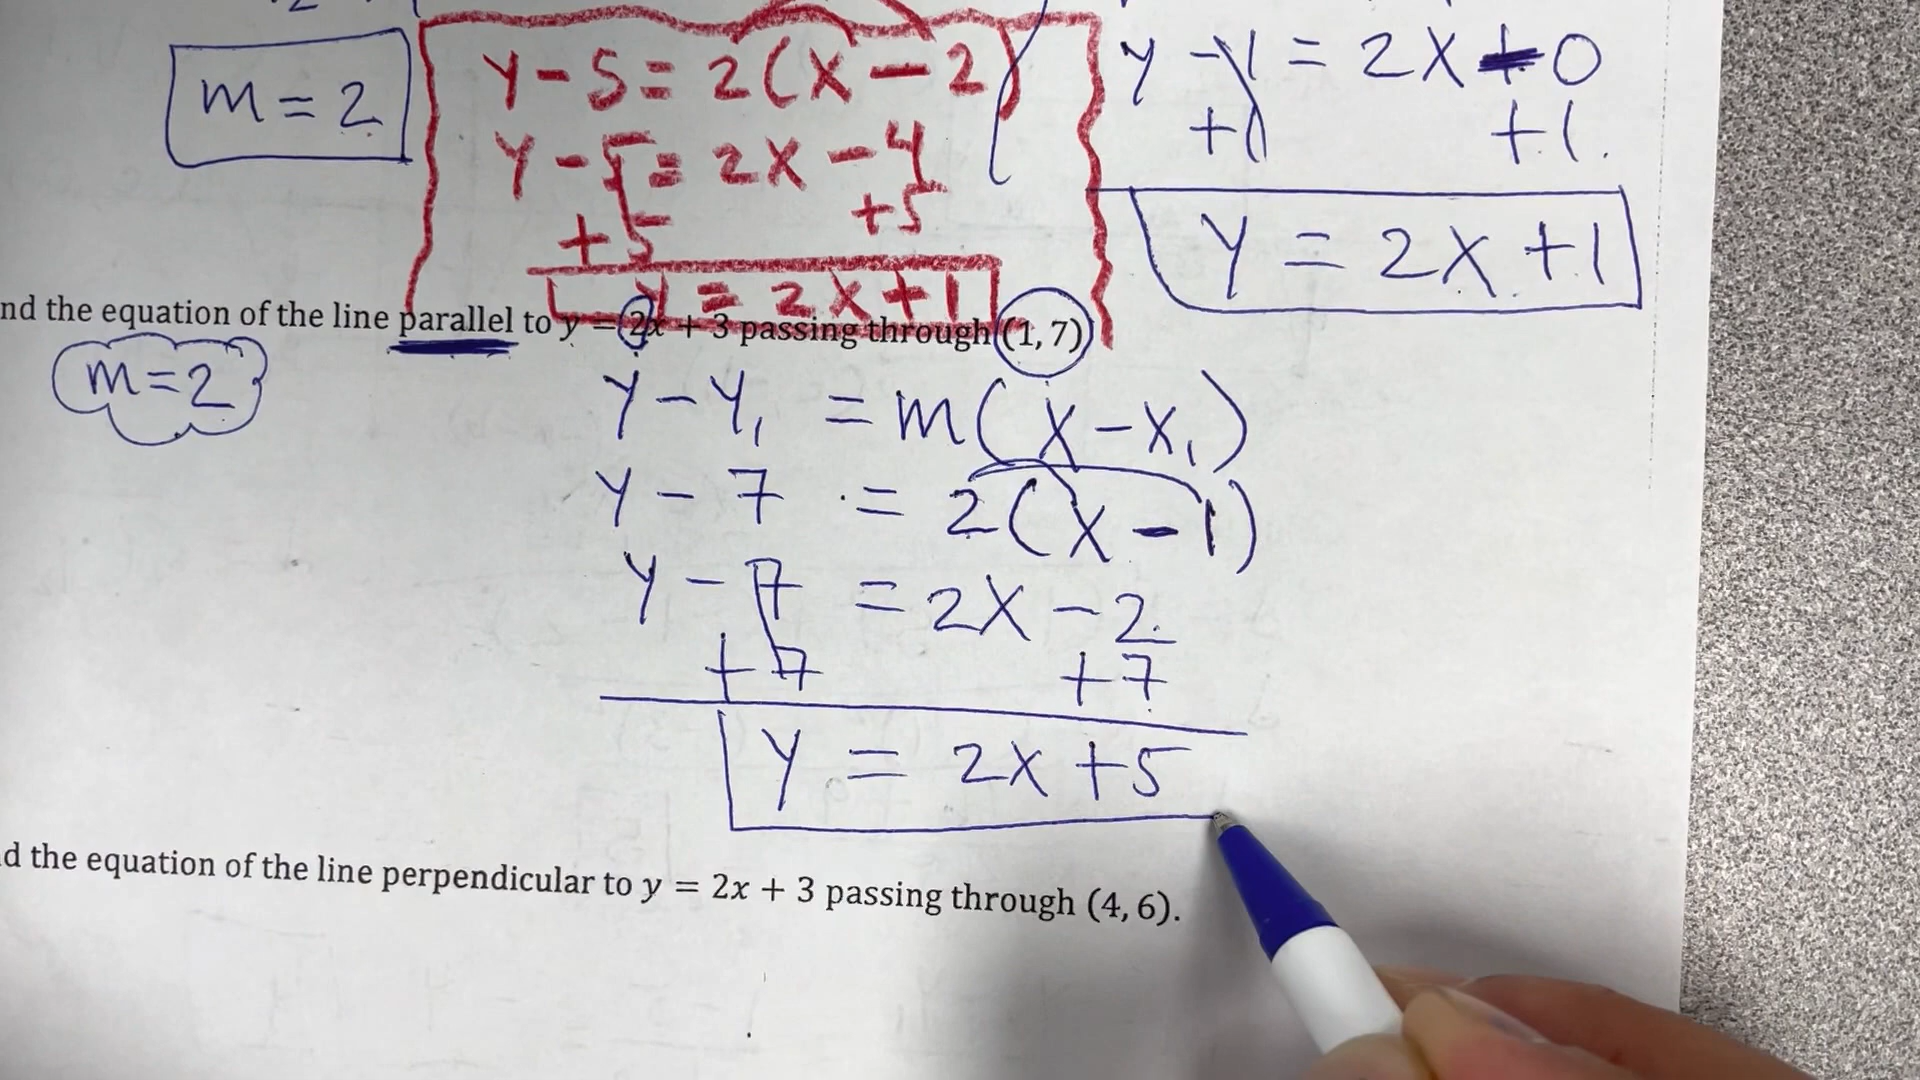 m = 2
y - 5 = 2(x - 2)
y - 5 = 2x - 4
+5 +5
y = 2x + 1
y - 1 = 2x + 0
+1 +1
y = 2x + 1
nd the equation of the line parallel to y = 2x + 3 passing through (1, 7)
m = 2
y - y₁ = m(x - x₁)
y - 7 = 2(x - 1)
y - 7 = 2x - 2
+7 +7
y = 2x + 5
d the equation of the line perpendicular to y = 2x + 3 passing through (4, 6).